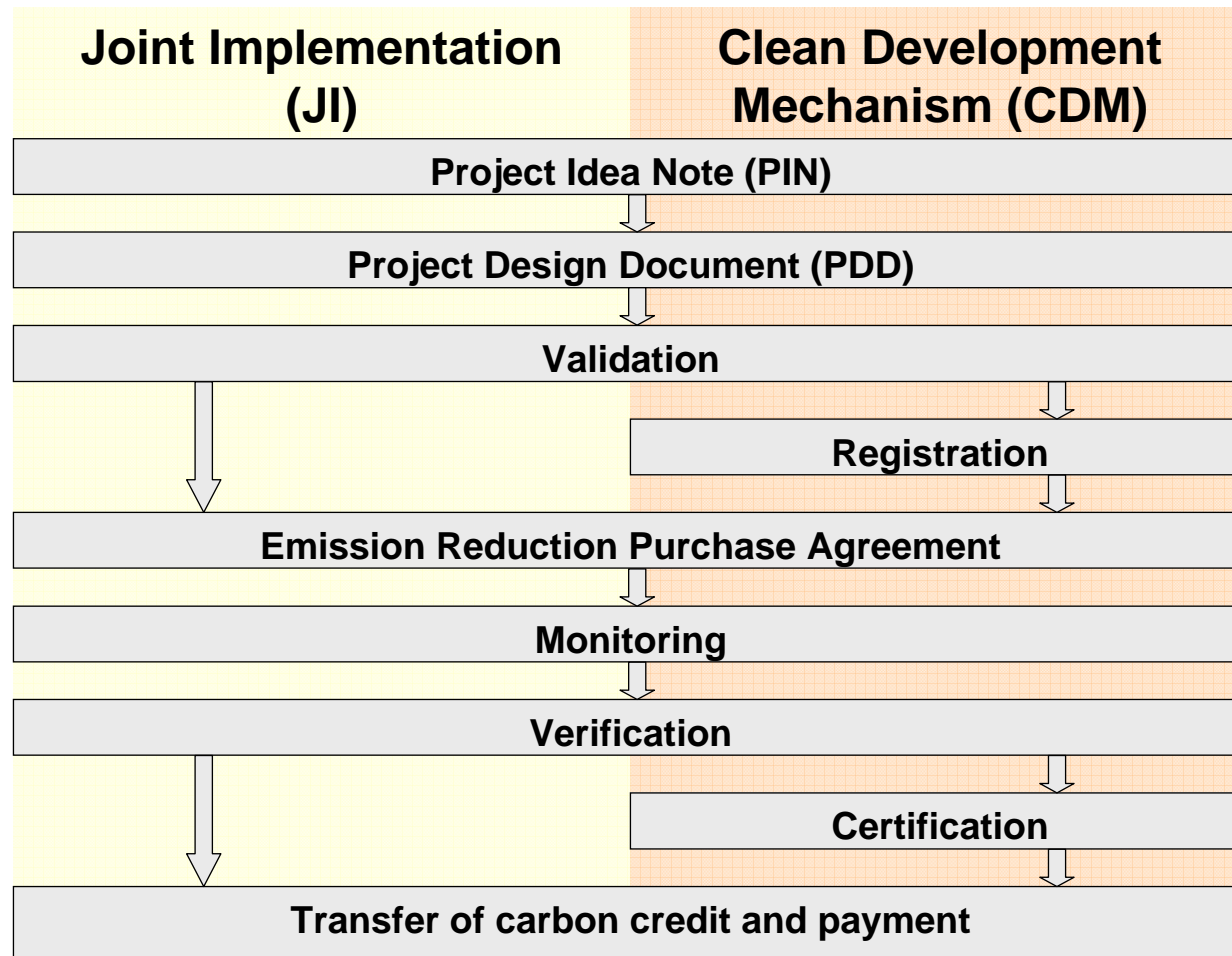 Joint Implementation
(JI)
Clean Development
Mechanism (CDM)
Project Idea Note (PIN)
Project Design Document (PDD)
Validation
Registration
Emission Reduction Purchase Agreement
Monitoring
Verification
Certification
Transfer of carbon credit and payment